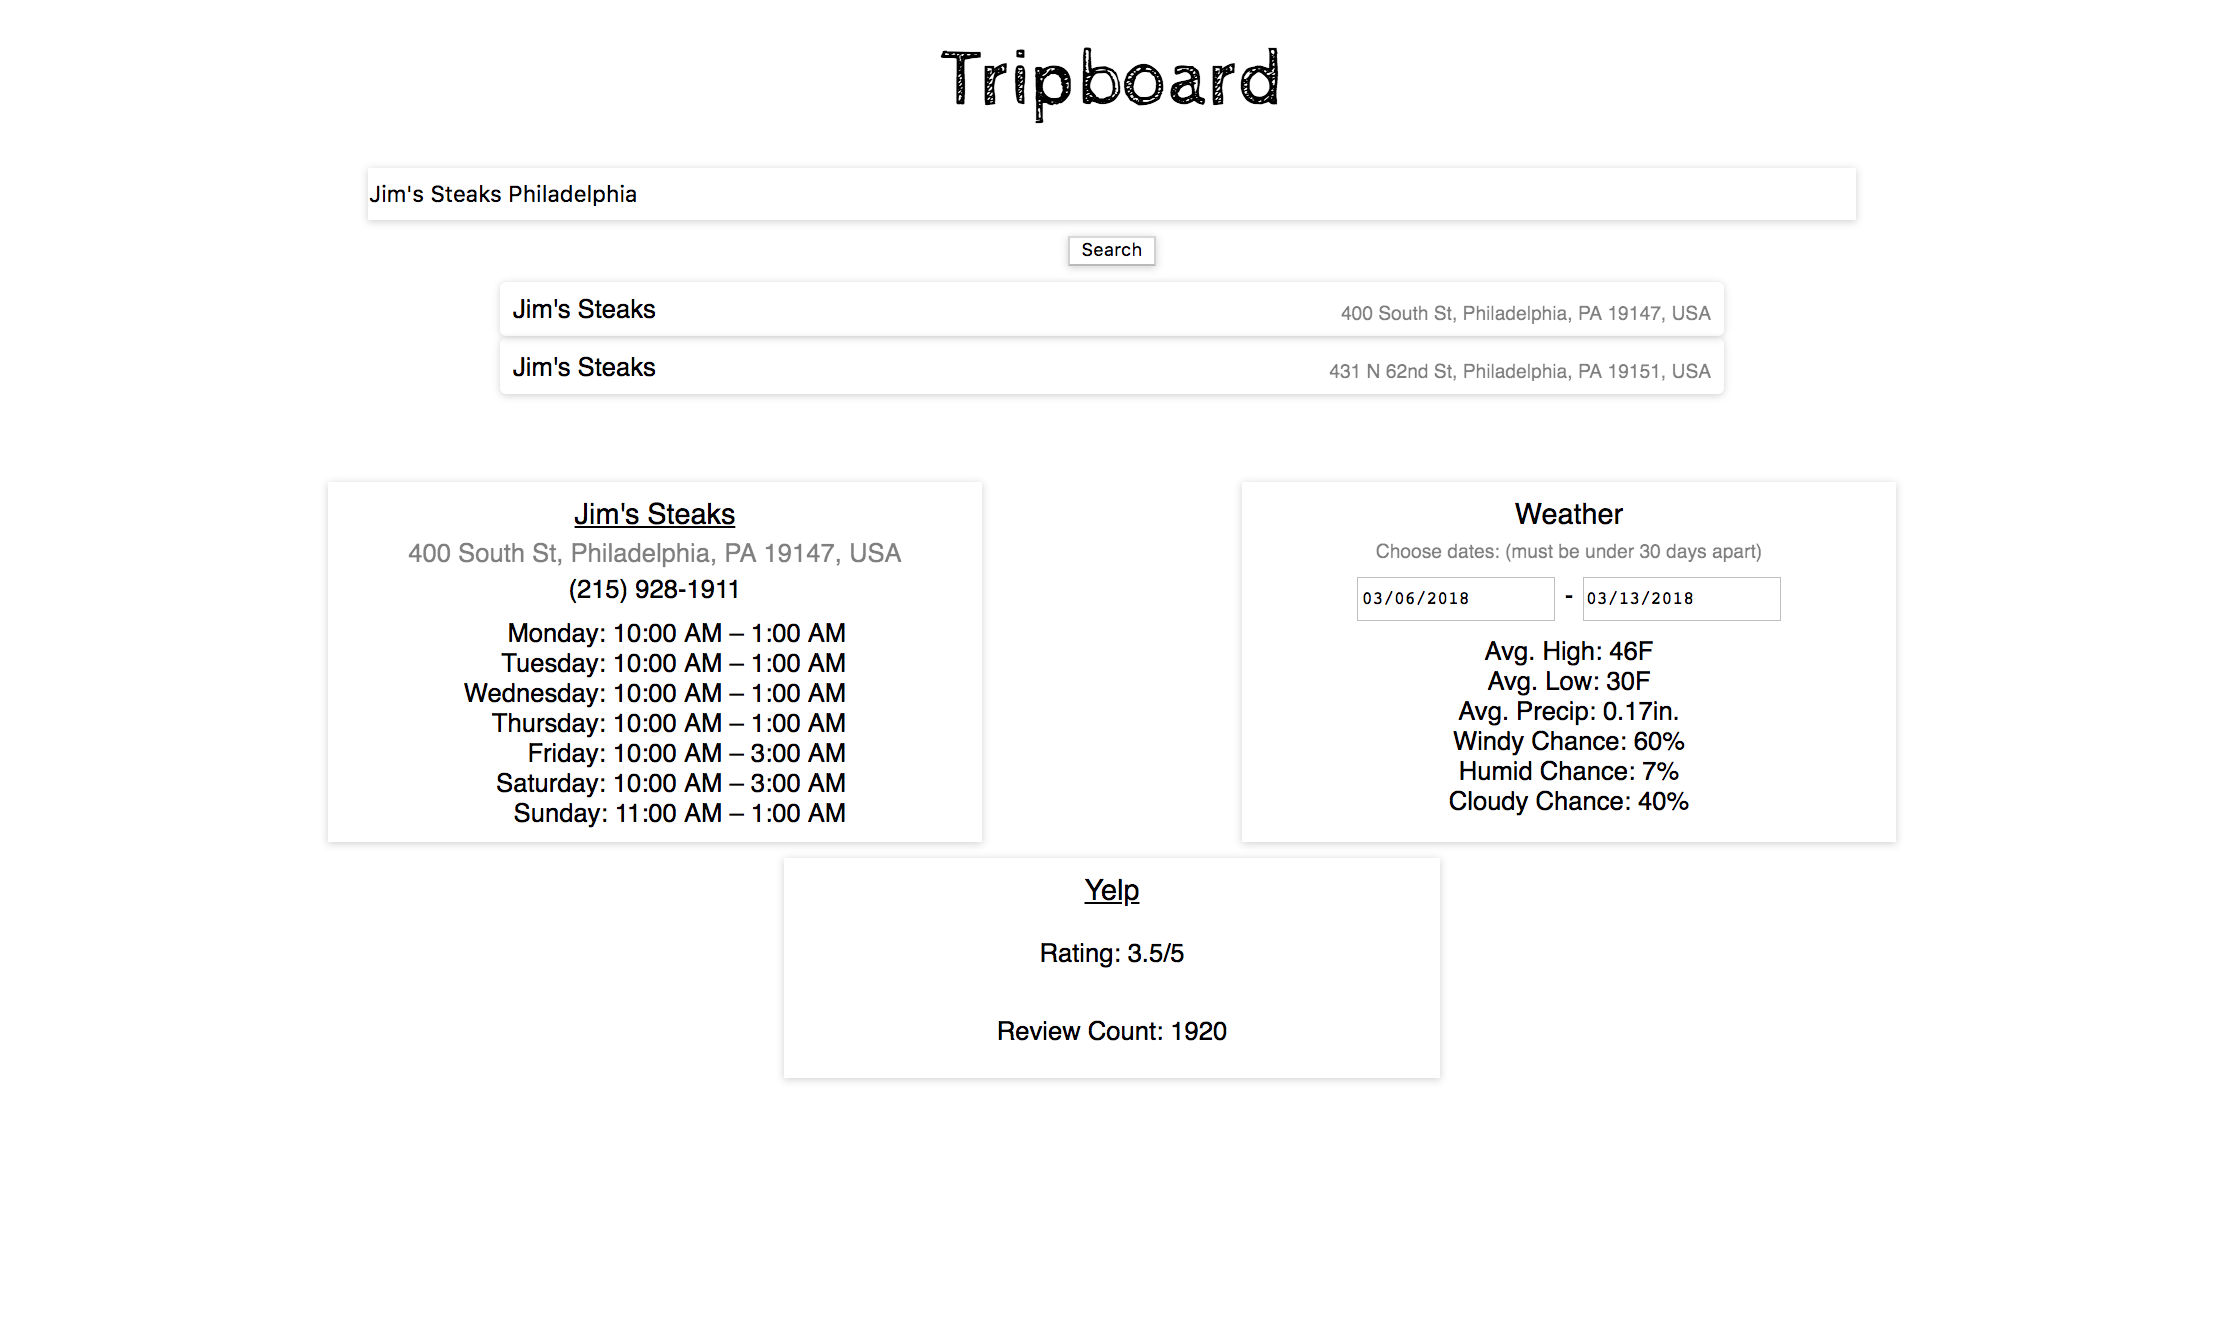 Tripboard
Jim's Steaks Philadelphia
Search
Jim's Steaks 400 South St, Philadelphia, PA 19147, USA
Jim's Steaks 431 N 62nd St, Philadelphia, PA 19151, USA
Jim's Steaks
400 South St, Philadelphia, PA 19147, USA
(215) 928-1911
Monday: 10:00 AM – 1:00 AM
Tuesday: 10:00 AM – 1:00 AM
Wednesday: 10:00 AM – 1:00 AM
Thursday: 10:00 AM – 1:00 AM
Friday: 10:00 AM – 3:00 AM
Saturday: 10:00 AM – 3:00 AM
Sunday: 11:00 AM – 1:00 AM
Weather
Choose dates: (must be under 30 days apart)
03/06/2018 - 03/13/2018
Avg. High: 46F
Avg. Low: 30F
Avg. Precip: 0.17in.
Windy Chance: 60%
Humid Chance: 7%
Cloudy Chance: 40%
Yelp
Rating: 3.5/5
Review Count: 1920